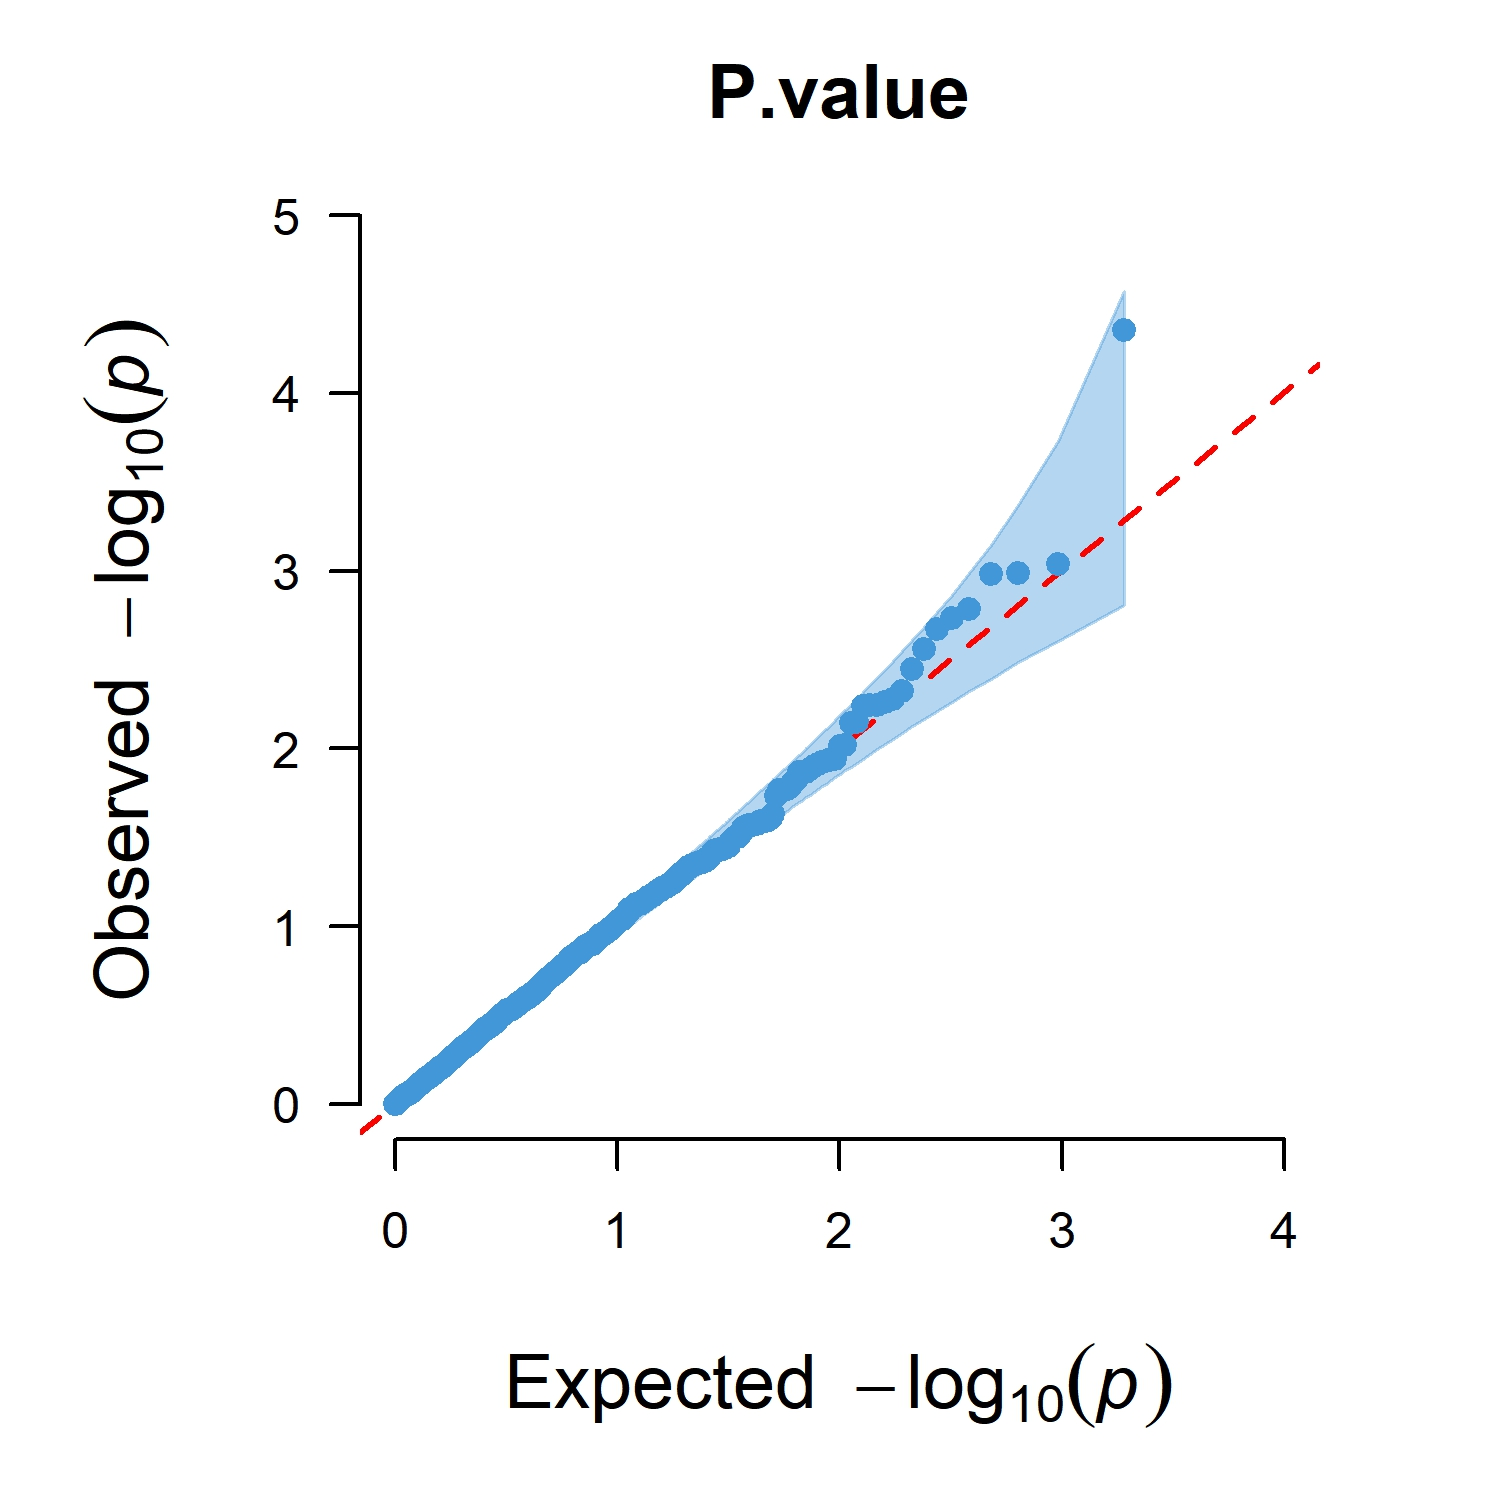 P.value
5
4
3
2
1
0
Observed −log₁₀(p)
0 1 2 3 4
Expected −log₁₀(p)